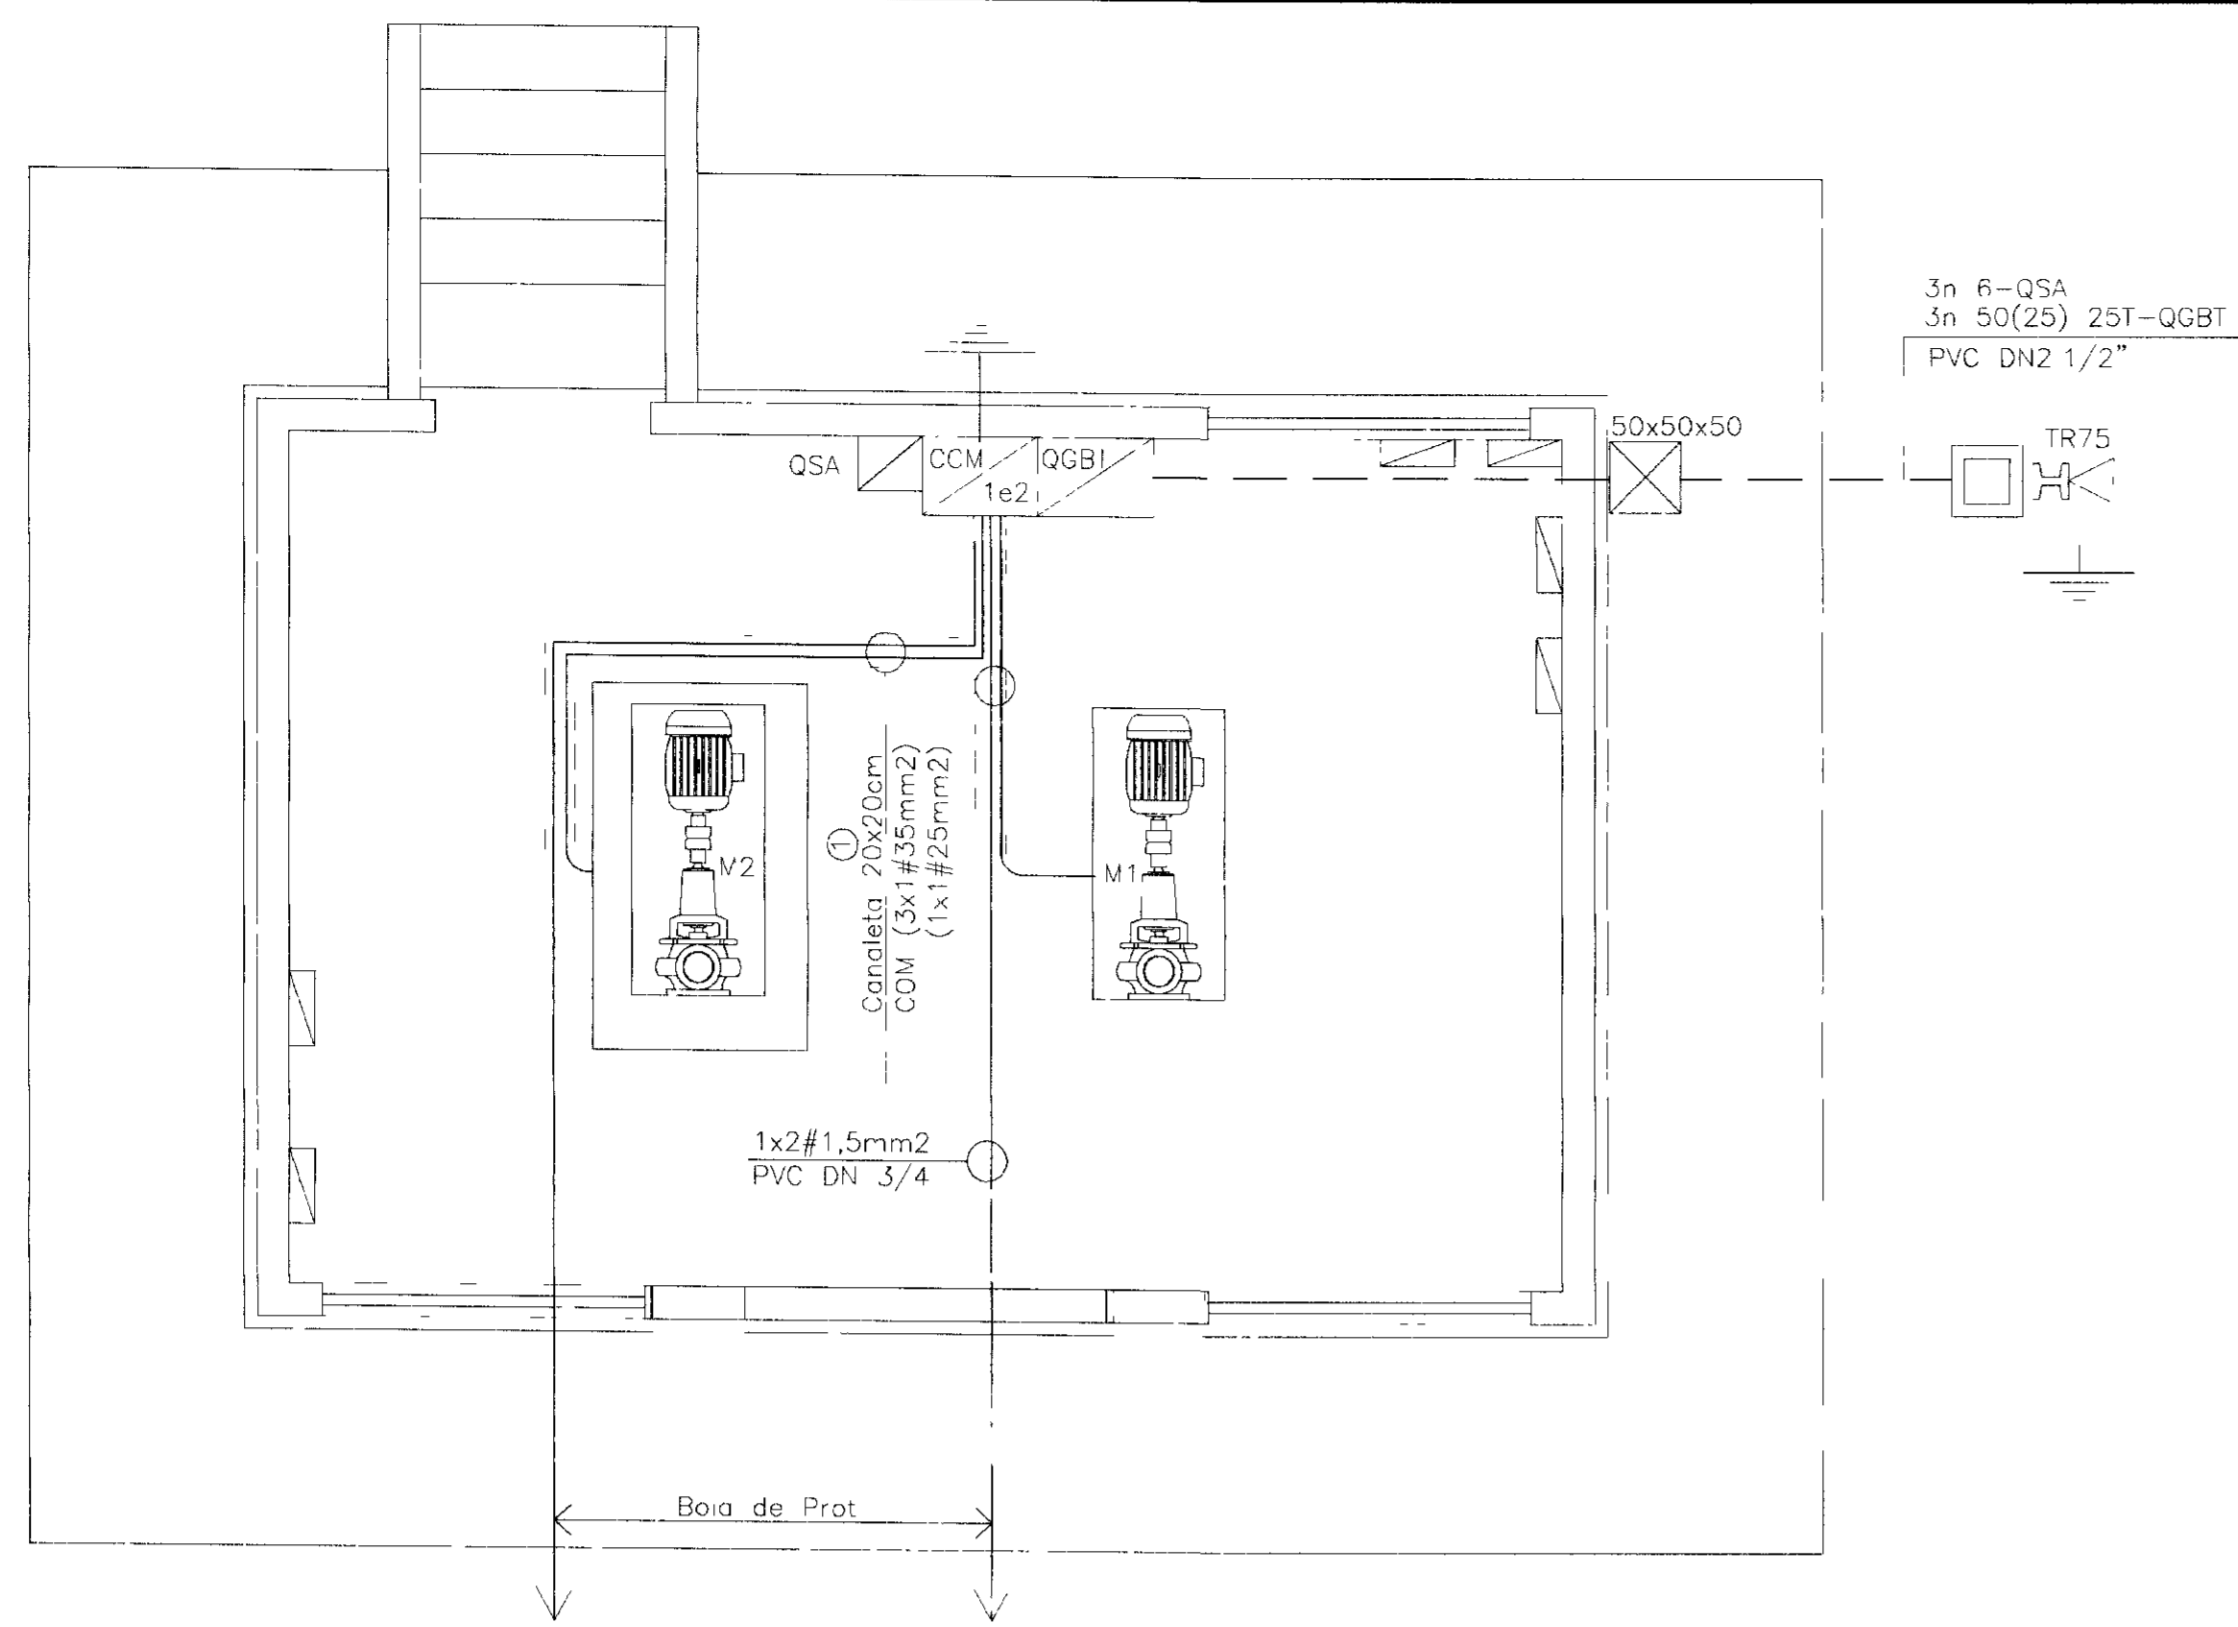 3n 6-QSA
3n 50(25) 25T-QGBT
PVC DN2 1/2"
50x50x50
TR75
QSA
CCM
QGBT
1e2
1
Canaleta 20x20cm
COM (3x1#35mm2)
(1x1#25mm2)
M2
M1
1x2#1,5mm2
PVC DN 3/4
Boia de Prot